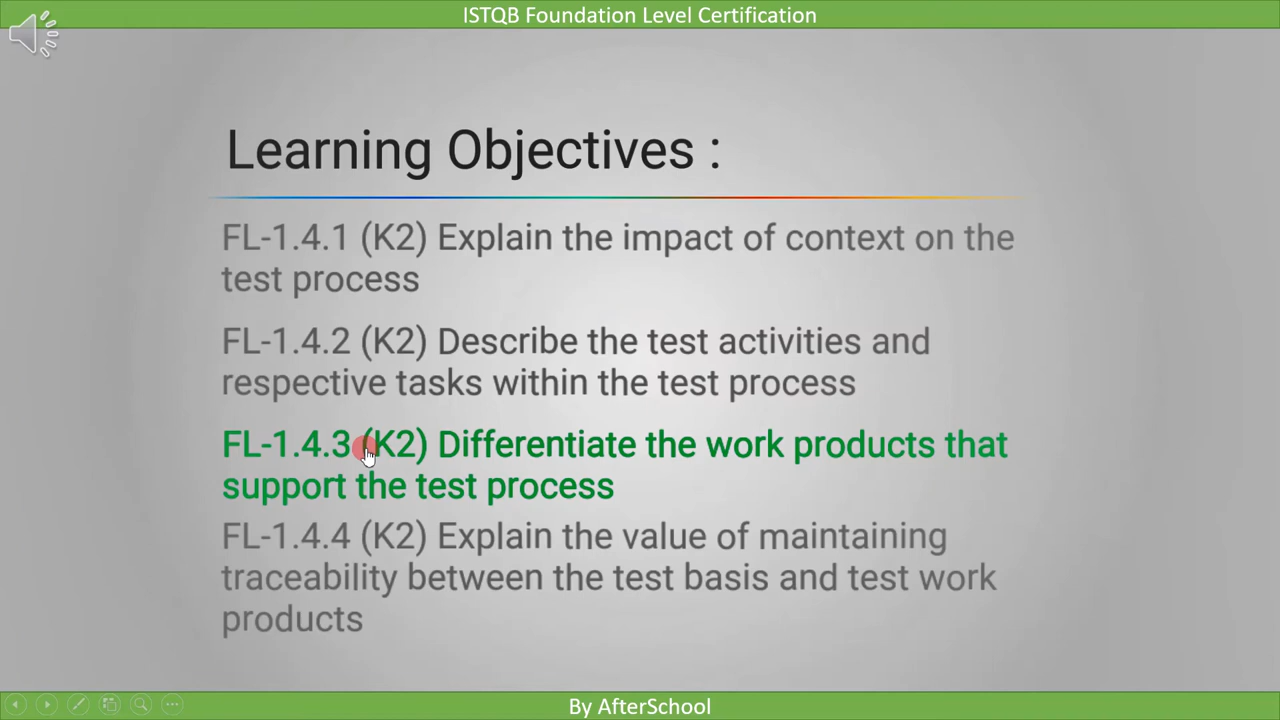 ISTQB Foundation Level Certification
Learning Objectives :
FL-1.4.1 (K2) Explain the impact of context on the
test process
FL-1.4.2 (K2) Describe the test activities and
respective tasks within the test process
FL-1.4.3 (K2) Differentiate the work products that
support the test process
FL-1.4.4 (K2) Explain the value of maintaining
traceability between the test basis and test work
products
By AfterSchool